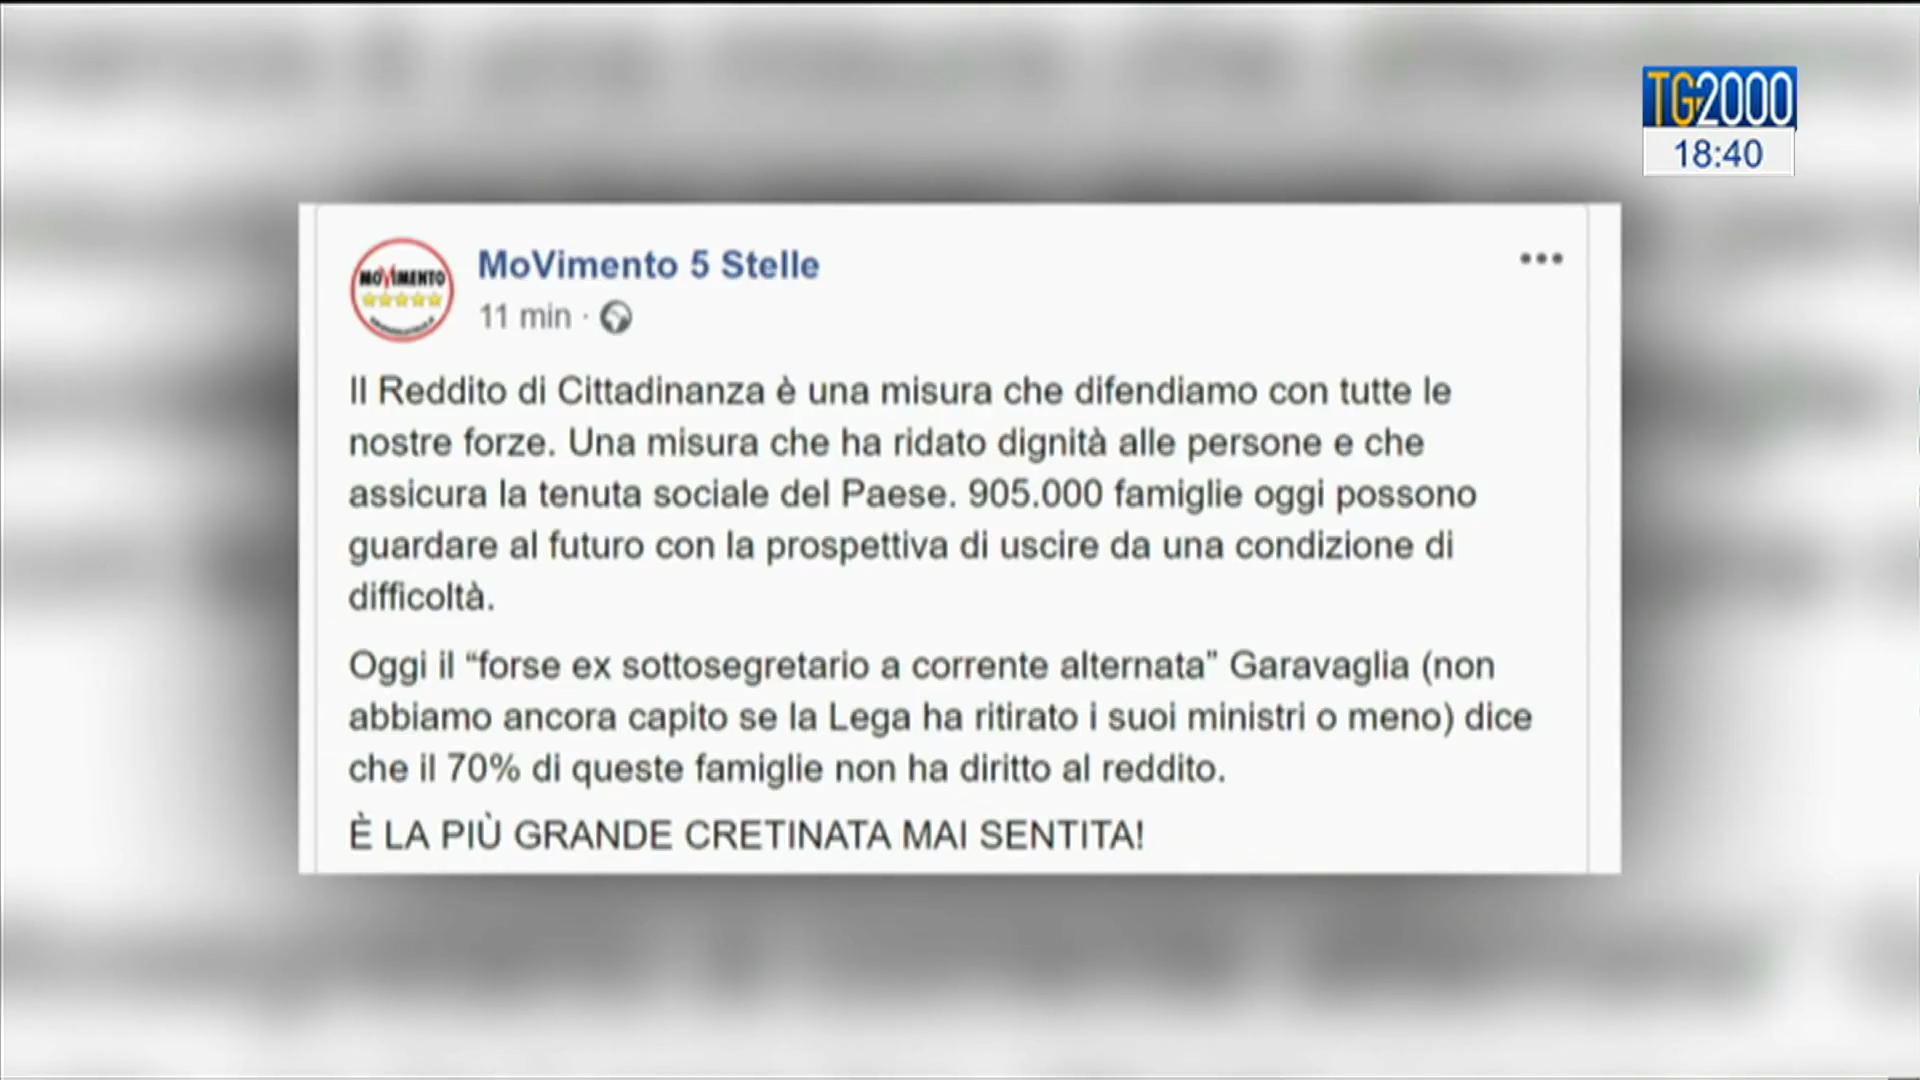 TG2000
18:40
MOVIMENTO
MoVimento 5 Stelle
11 min ·
Il Reddito di Cittadinanza è una misura che difendiamo con tutte le
nostre forze. Una misura che ha ridato dignità alle persone e che
assicura la tenuta sociale del Paese. 905.000 famiglie oggi possono
guardare al futuro con la prospettiva di uscire da una condizione di
difficoltà.
Oggi il “forse ex sottosegretario a corrente alternata” Garavaglia (non
abbiamo ancora capito se la Lega ha ritirato i suoi ministri o meno) dice
che il 70% di queste famiglie non ha diritto al reddito.
È LA PIÙ GRANDE CRETINATA MAI SENTITA!